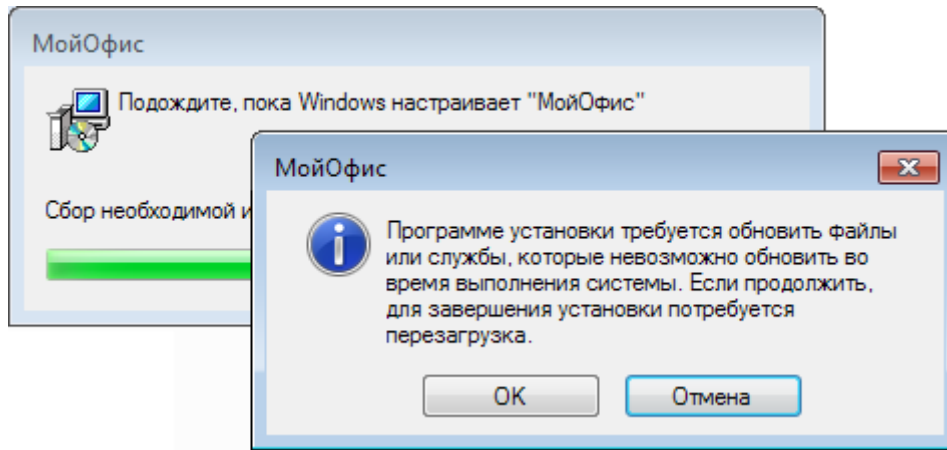 МойОфис
Подождите, пока Windows настраивает "МойОфис"
Сбор необходимой и
МойОфис
Программе установки требуется обновить файлы
или службы, которые невозможно обновить во
время выполнения системы. Если продолжить,
для завершения установки потребуется
перезагрузка.
OK
Отмена